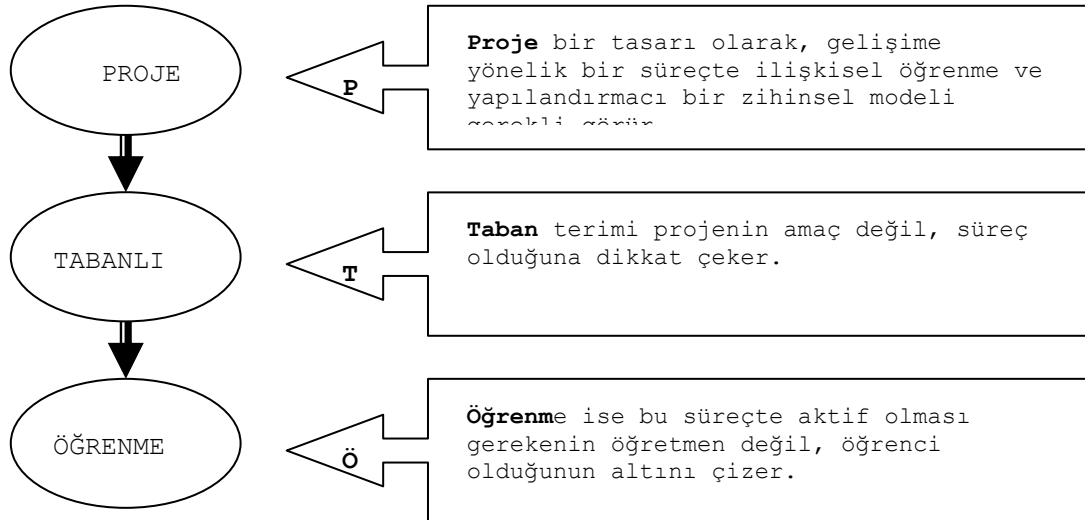 PROJE
P
Proje bir tasarı olarak, gelişime
yönelik bir süreçte ilişkisel öğrenme ve
yapılandırmacı bir zihinsel modeli
gerekli görür
TABANLI
T
Taban terimi projenin amaç değil, süreç
olduğuna dikkat çeker.
ÖĞRENME
Ö
Öğrenme ise bu süreçte aktif olması
gerekenin öğretmen değil, öğrenci
olduğunun altını çizer.